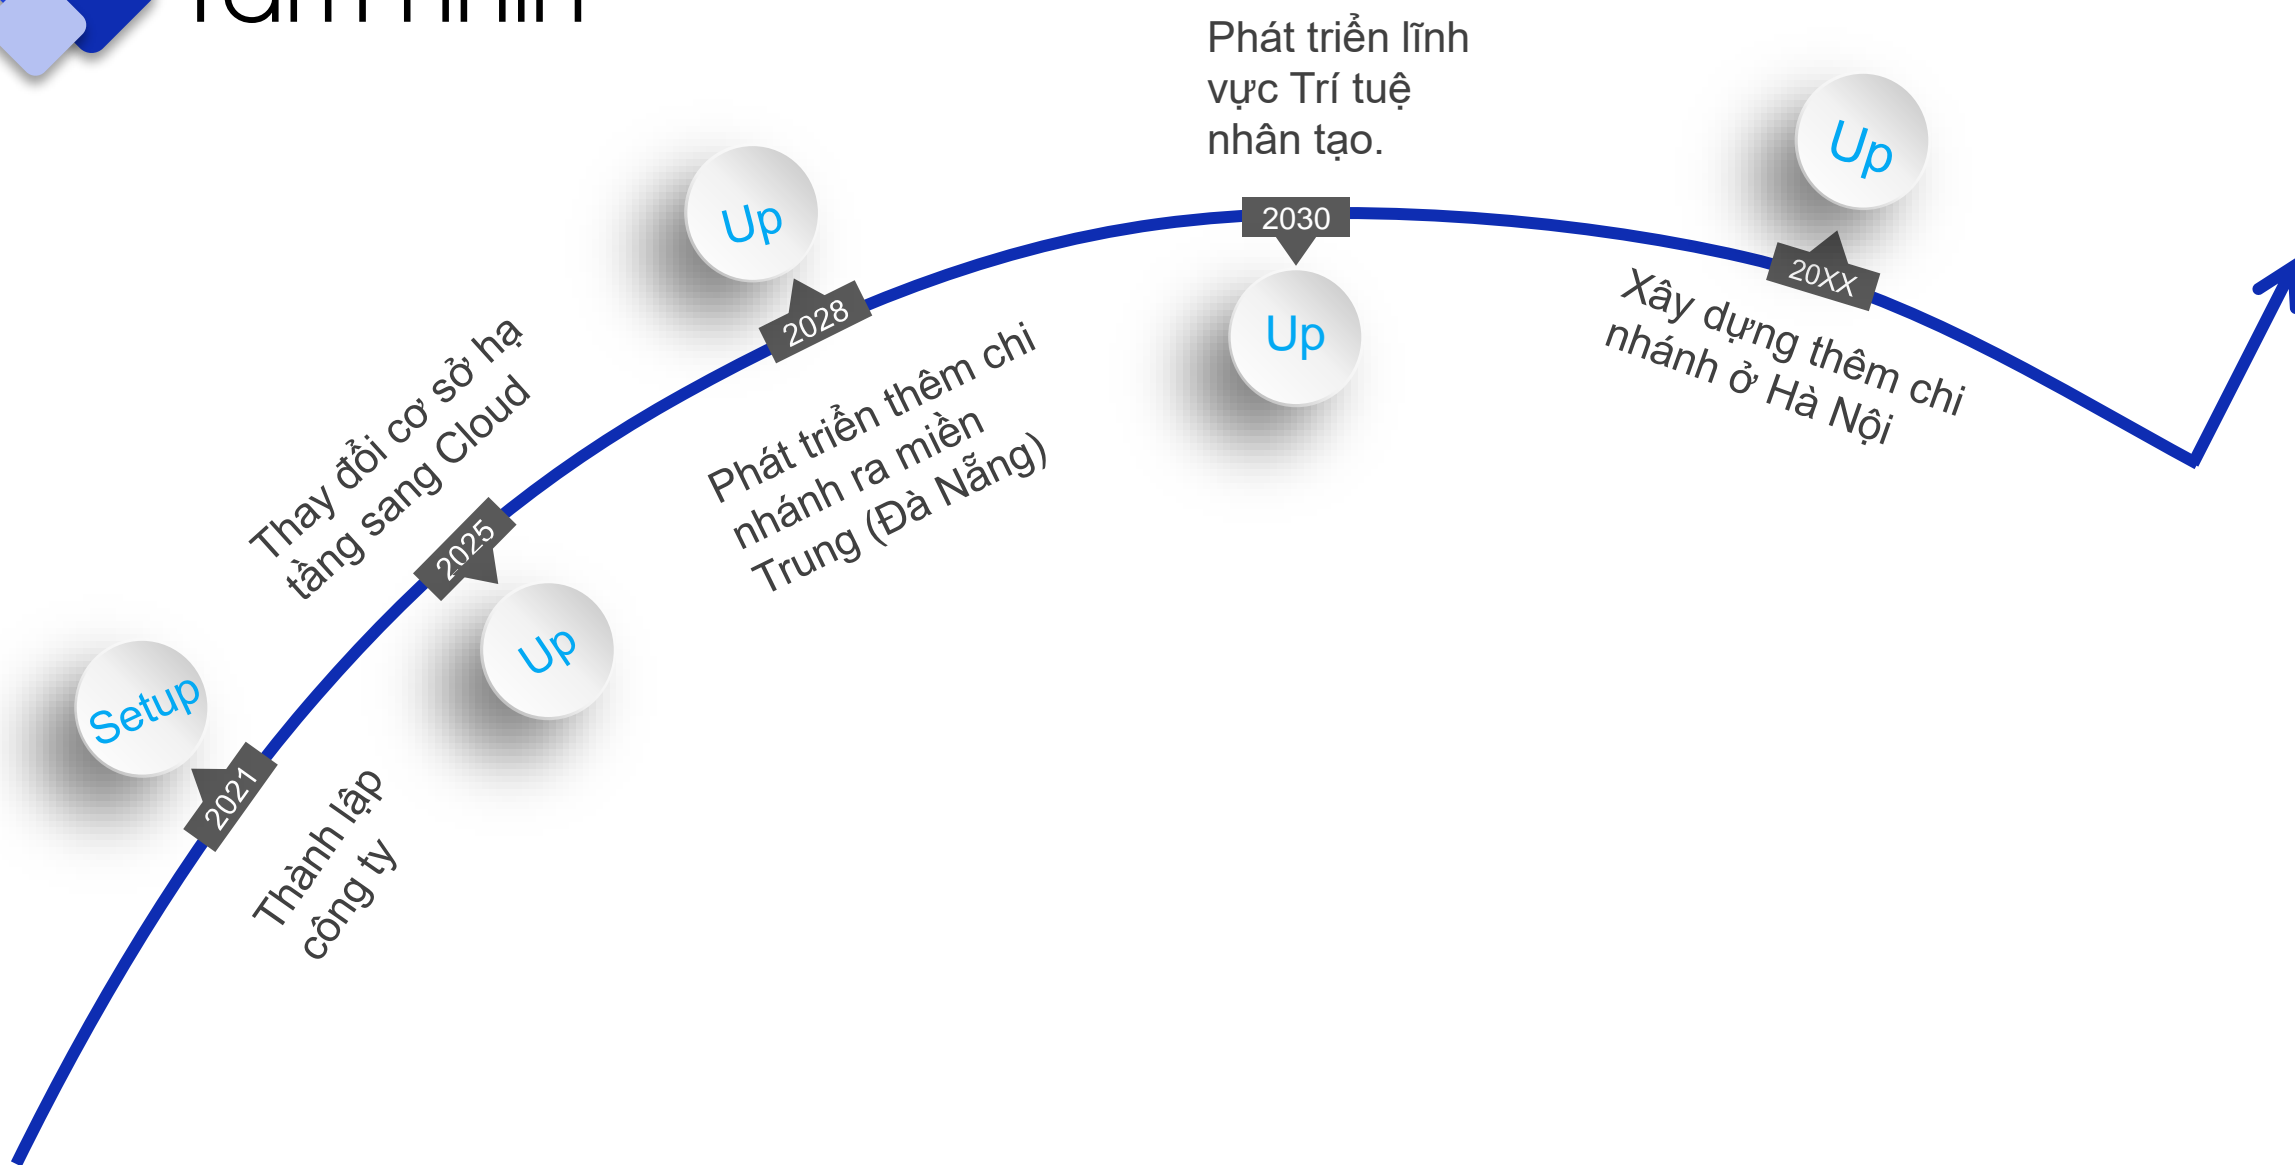 Phát triển lĩnh
vực Trí tuệ
nhân tạo.
Up
Up
2030
2028
20XX
Up
Thay đổi cơ sở hạ
tầng sang Cloud
Phát triển thêm chi
nhánh ra miền
Trung (Đà Nẵng)
Xây dựng thêm chi
nhánh ở Hà Nội
2025
Up
Setup
2021
Thành lập
công ty